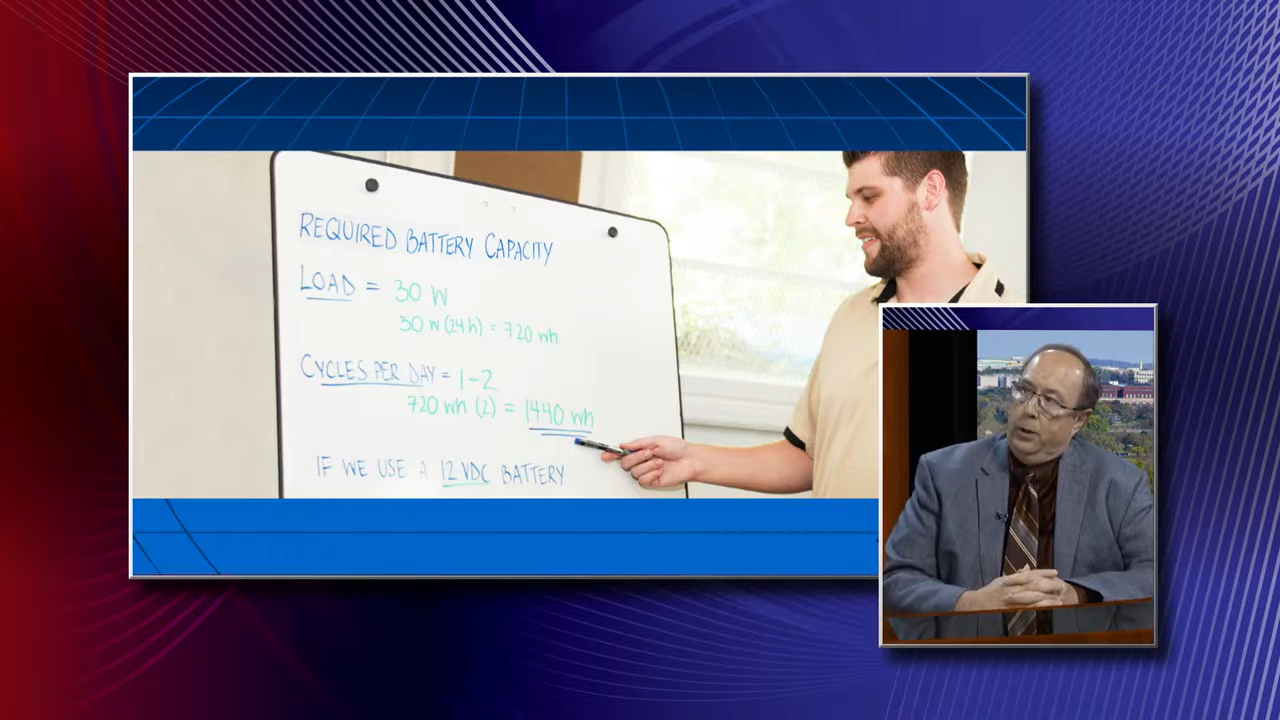 REQUIRED BATTERY CAPACITY
LOAD = 30 W
30 W (24 h) = 720 wh
CYCLES PER DAY = 1-2
720 wh (2) = 1440 wh
IF WE USE A 12 VDC BATTERY